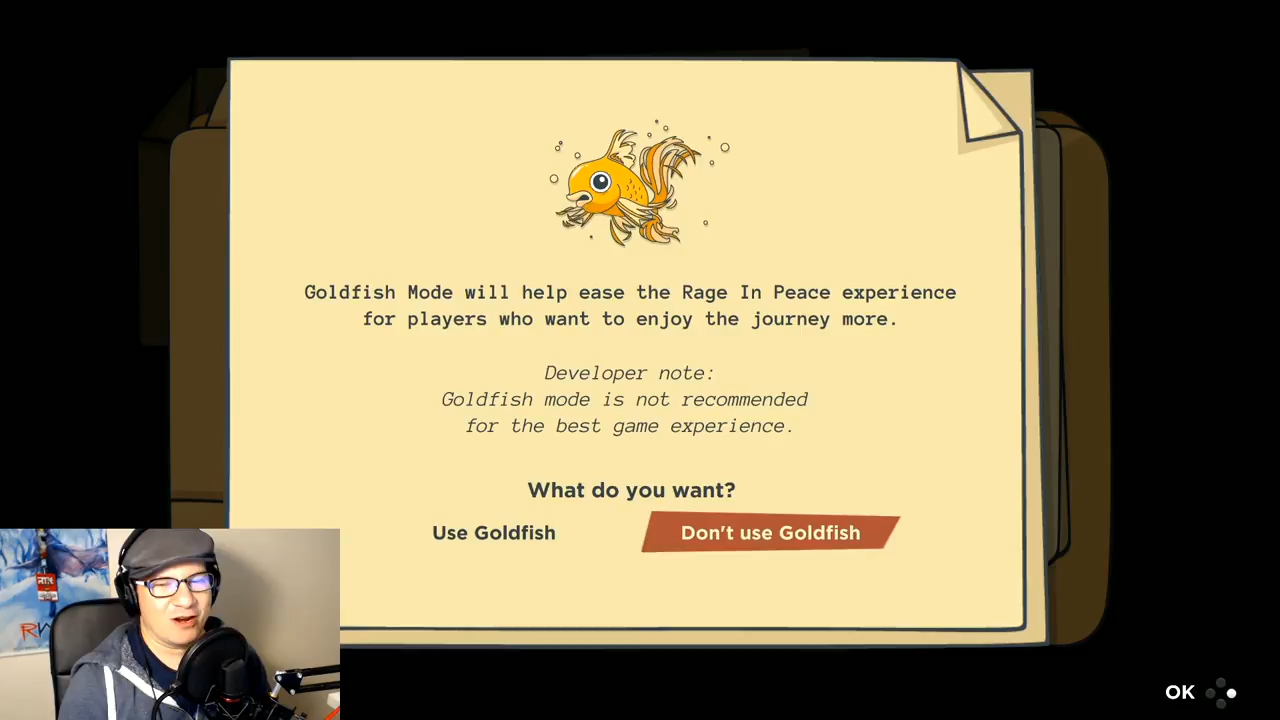 Goldfish Mode will help ease the Rage In Peace experience
for players who want to enjoy the journey more.
Developer note:
Goldfish mode is not recommended
for the best game experience.
What do you want?
Use Goldfish
Don't use Goldfish
OK